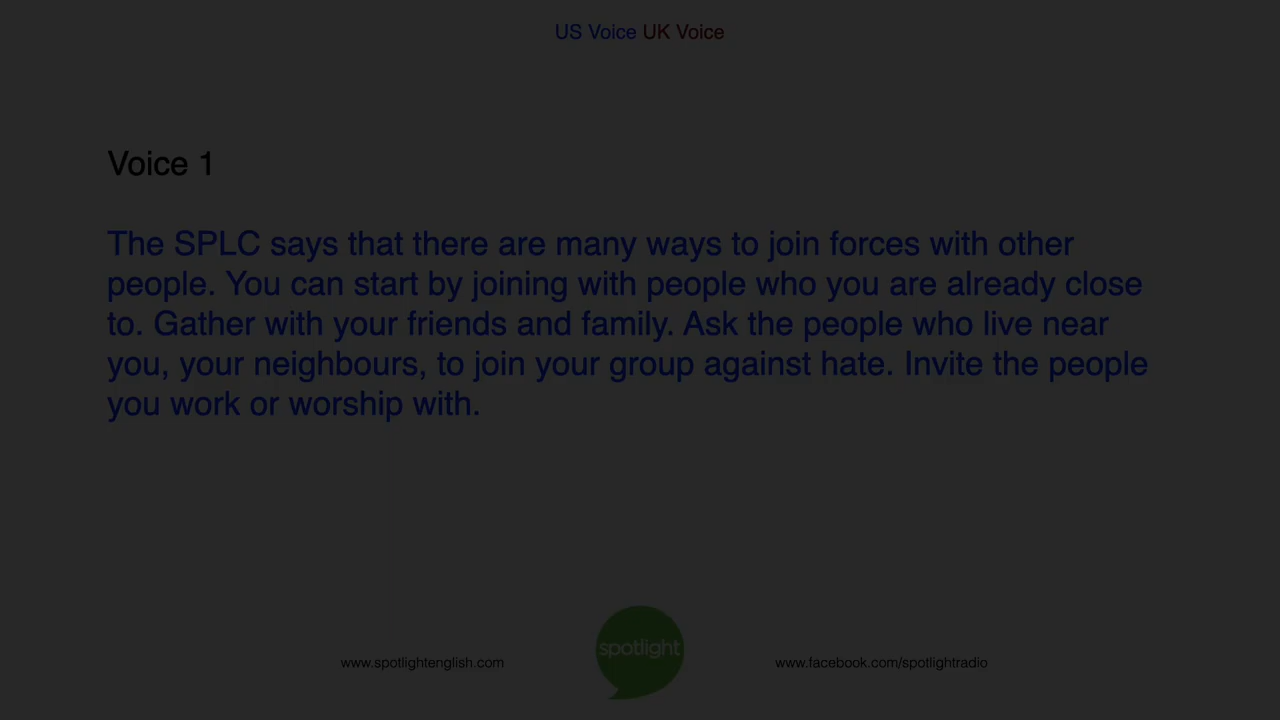 US Voice UK Voice
Voice 1
The SPLC says that there are many ways to join forces with other
people. You can start by joining with people who you are already close
to. Gather with your friends and family. Ask the people who live near
you, your neighbours, to join your group against hate. Invite the people
you work or worship with.
spotlight
www.spotlightenglish.com
www.facebook.com/spotlightradio